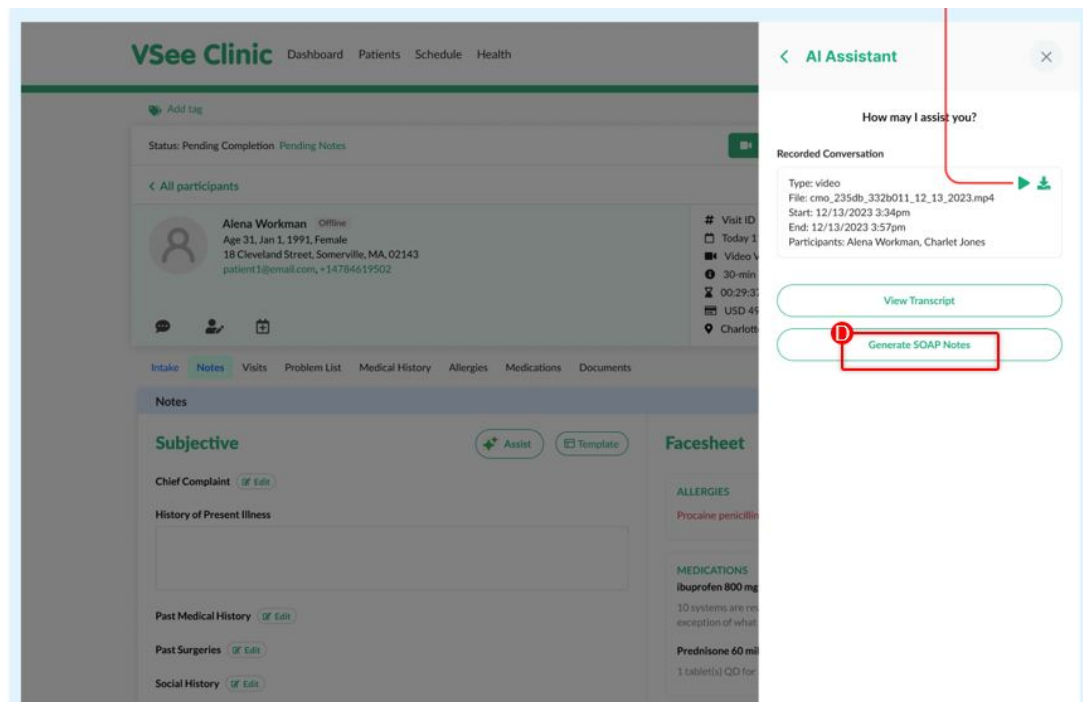 VSee Clinic Dashboard Patients Schedule Health
Add tag
Status: Pending Completion Pending Notes
< All participants
Alena Workman Offline
Age 31, Jan 1, 1991, Female
18 Cleveland Street, Somerville, MA, 02143
patient1@email.com, +14784619502
# Visit ID
Today 1
Video V
30-min
00:29:37
USD 49
Charlott
Intake Notes Visits Problem List Medical History Allergies Medications Documents
Notes
Subjective
Assist
Template
Chief Complaint Edit
History of Present Illness
Past Medical History Edit
Past Surgeries Edit
Social History Edit
Facesheet
ALLERGIES
Procaine penicillin
MEDICATIONS
ibuprofen 800 mg
10 systems are rev
exception of what
Prednisone 60 mil
1 tablet(s) QD for
< AI Assistant
How may I assist you?
Recorded Conversation
Type: video
File: cmo_235db_332b011_12_13_2023.mp4
Start: 12/13/2023 3:34pm
End: 12/13/2023 3:57pm
Participants: Alena Workman, Charlet Jones
View Transcript
D
Generate SOAP Notes